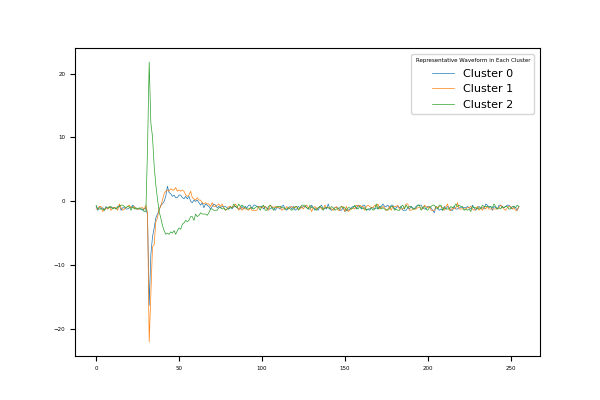 Representative Waveform in Each Cluster
Cluster 0
Cluster 1
Cluster 2
20
10
0
−10
−20
0 50 100 150 200 250